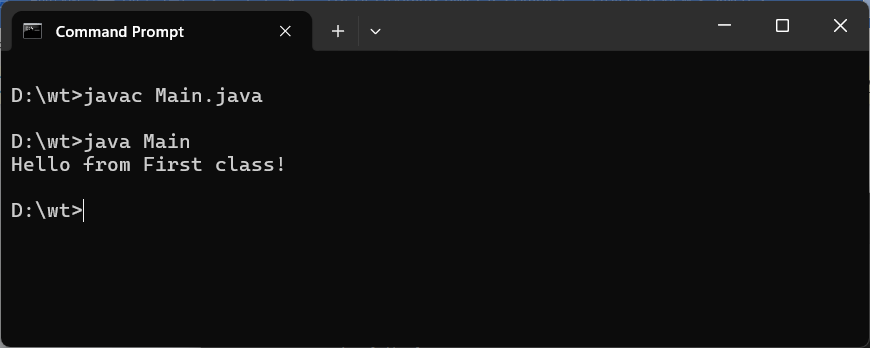 Command Prompt
D:\wt>javac Main.java
D:\wt>java Main
Hello from First class!
D:\wt>